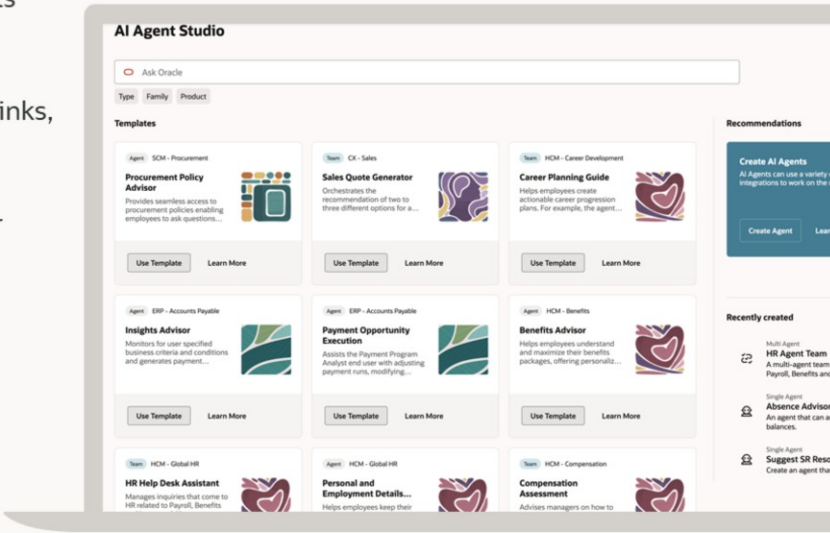 inks,
AI Agent Studio
Ask Oracle
Type Family Product
Templates
Agent SCM - Procurement
Procurement Policy
Advisor
Provides seamless access to
procurement policies enabling
employees to ask questions...
Use Template Learn More
Team CX - Sales
Sales Quote Generator
Orchestrates the
recommendation of two to
three different options for a...
Use Template Learn More
Team HCM - Career Development
Career Planning Guide
Helps employees create
actionable career progression
plans. For example, the agent...
Use Template Learn More
Agent ERP - Accounts Payable
Insights Advisor
Monitors for user specified
business criteria and conditions
and generates payment...
Use Template Learn More
Agent ERP - Accounts Payable
Payment Opportunity
Execution
Assists the Payment Program
Analyst end user with adjusting
payment runs, modifying...
Use Template Learn More
Agent HCM - Benefits
Benefits Advisor
Helps employees understand
and maximize their benefits
packages, offering personaliz...
Use Template Learn More
Team HCM - Global HR
HR Help Desk Assistant
Manages inquiries that come to
HR related to Payroll, Benefits
Agent HCM - Global HR
Personal and
Employment Details...
Helps employees keep their
Team HCM - Compensation
Compensation
Assessment
Advises managers on how to
Recommendations
Create AI Agents
AI Agents can use a variety
integrations to work on the
Create Agent Lear
Recently created
Multi Agent
HR Agent Team
A multi-agent team
Payroll, Benefits and
Single Agent
Absence Advisor
An agent that can a
balances.
Single Agent
Suggest SR Reso
Create an agent tha